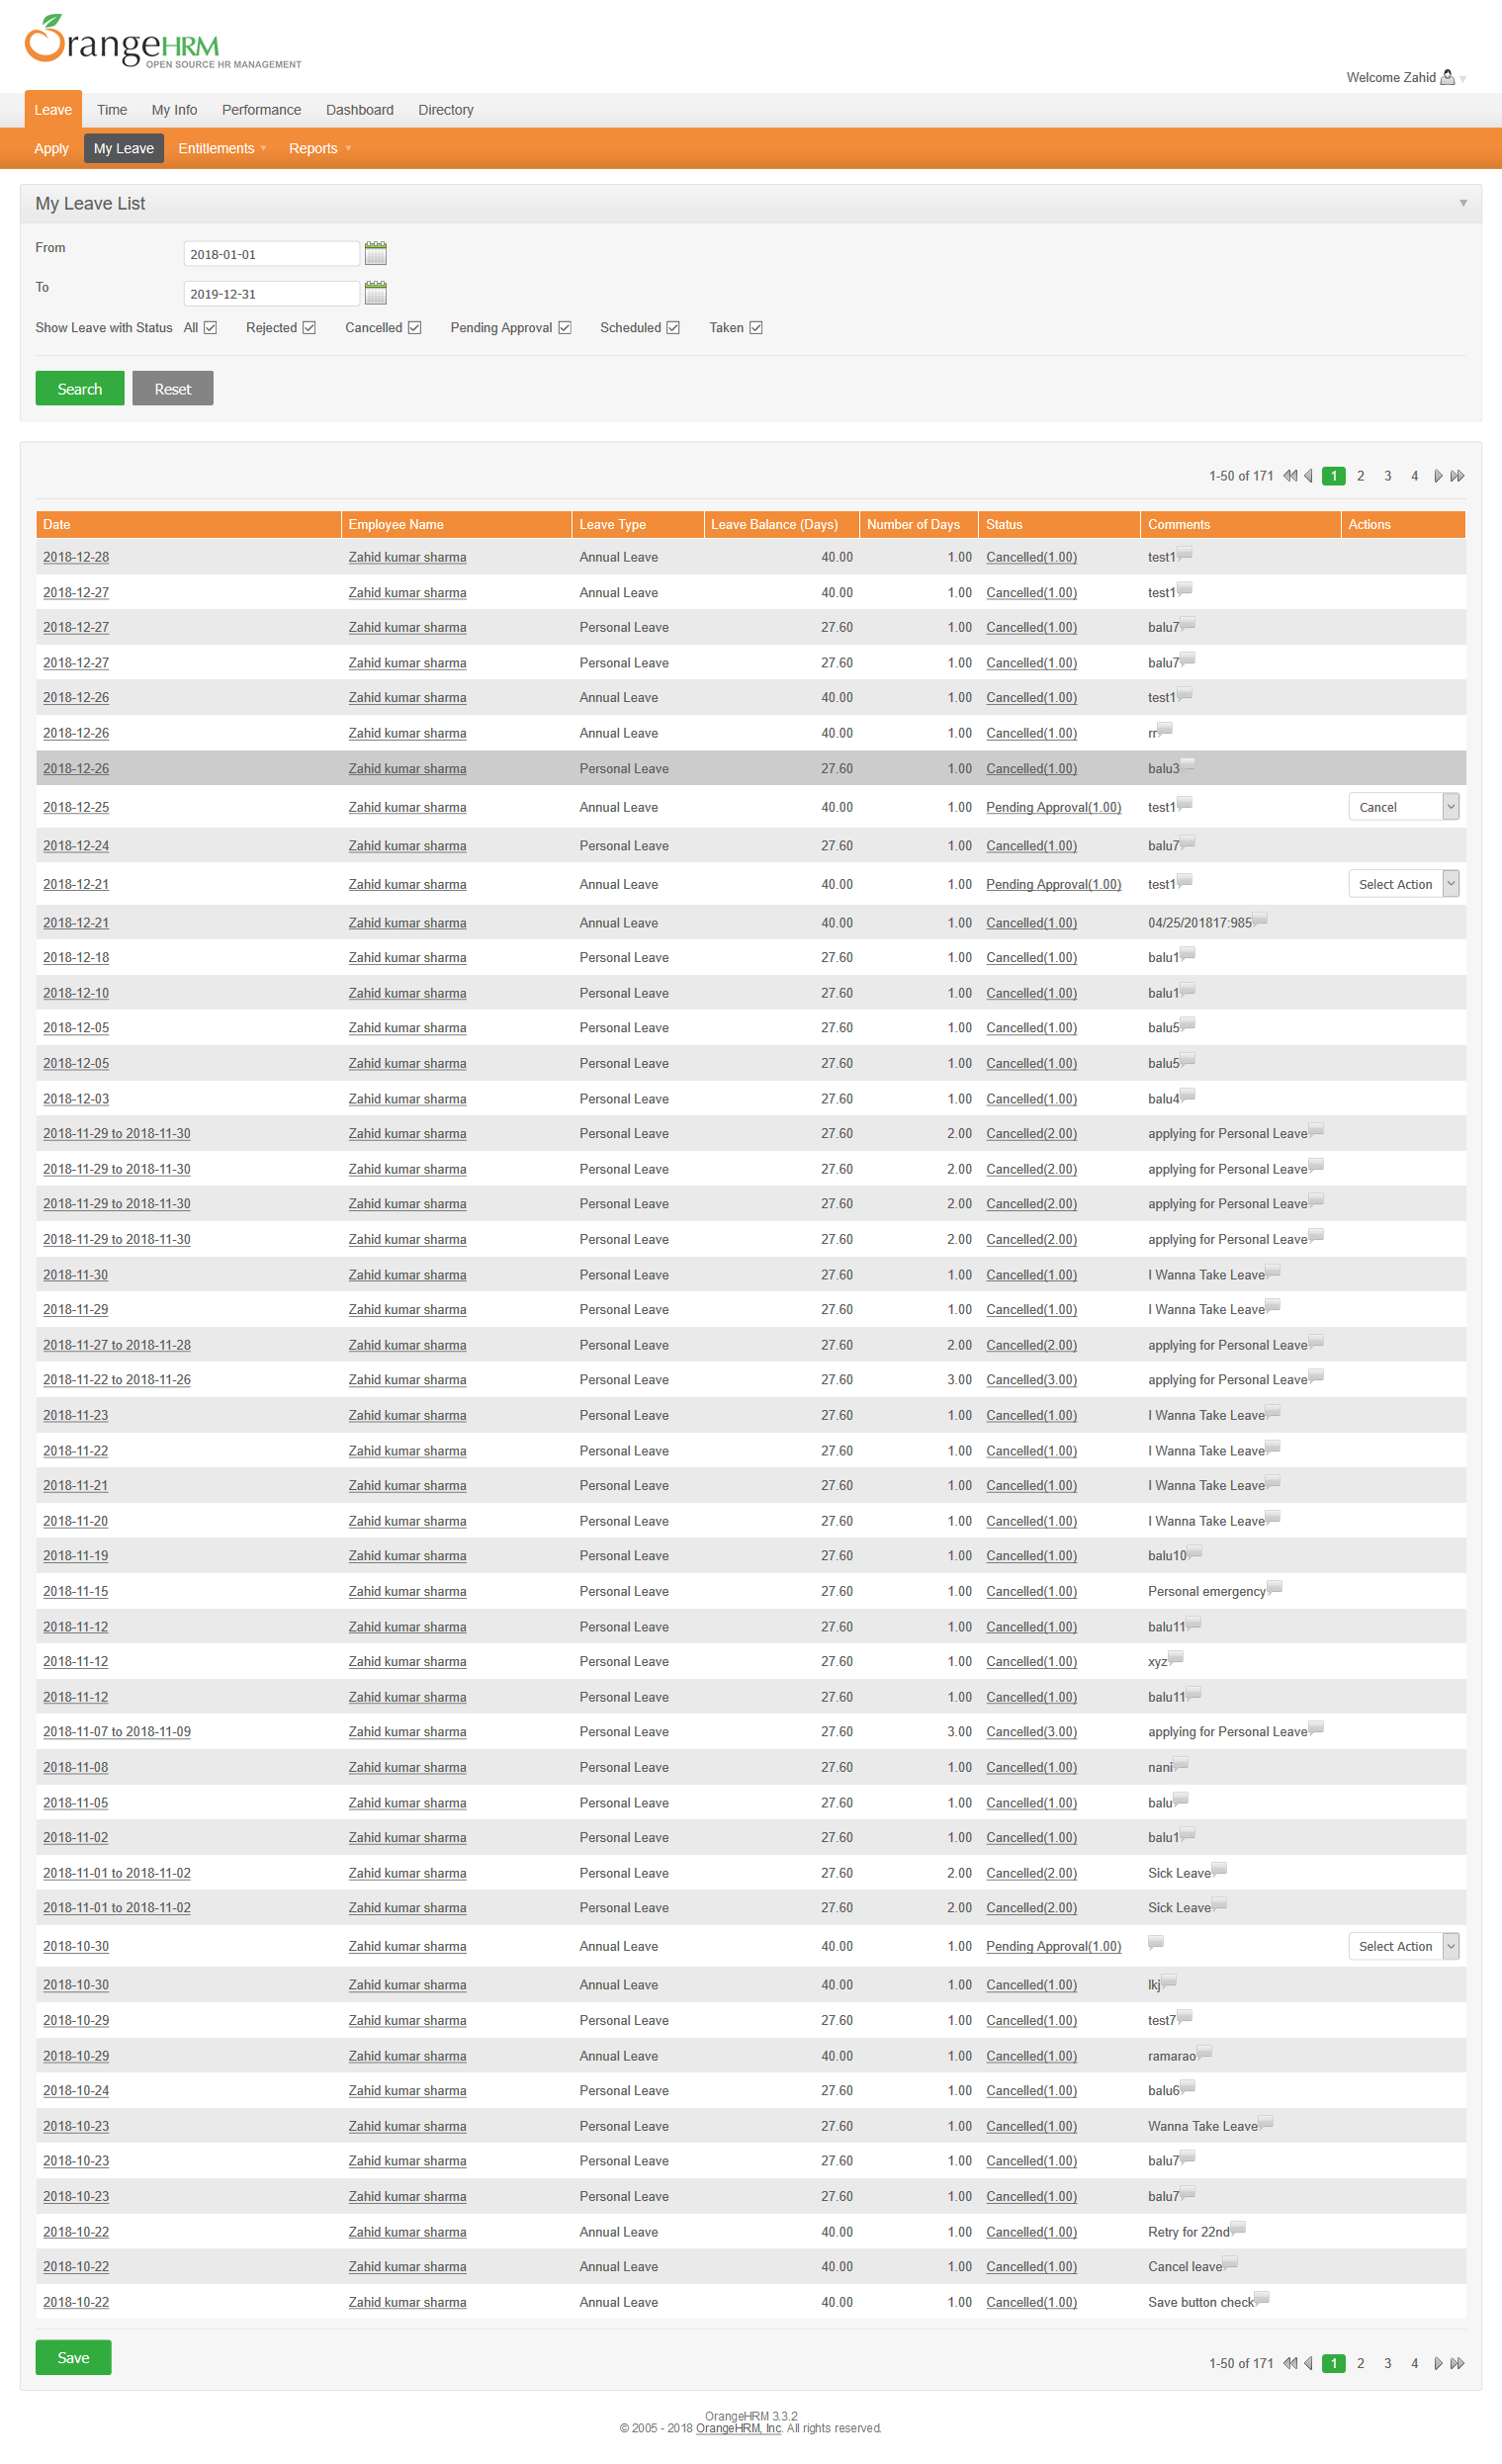 OrangeHRM
OPEN SOURCE HR MANAGEMENT
Welcome Zahid
Leave Time My Info Performance Dashboard Directory
Apply My Leave Entitlements Reports
My Leave List
From 2018-01-01
To 2019-12-31
Show Leave with Status All Rejected Cancelled Pending Approval Scheduled Taken
Search Reset
1-50 of 171 1 2 3 4
Date Employee Name Leave Type Leave Balance (Days) Number of Days Status Comments Actions
2018-12-28 Zahid kumar sharma Annual Leave 40.00 1.00 Cancelled(1.00) test1
2018-12-27 Zahid kumar sharma Annual Leave 40.00 1.00 Cancelled(1.00) test1
2018-12-27 Zahid kumar sharma Personal Leave 27.60 1.00 Cancelled(1.00) balu7
2018-12-27 Zahid kumar sharma Personal Leave 27.60 1.00 Cancelled(1.00) balu7
2018-12-26 Zahid kumar sharma Annual Leave 40.00 1.00 Cancelled(1.00) test1
2018-12-26 Zahid kumar sharma Annual Leave 40.00 1.00 Cancelled(1.00) rr
2018-12-26 Zahid kumar sharma Personal Leave 27.60 1.00 Cancelled(1.00) balu3
2018-12-25 Zahid kumar sharma Annual Leave 40.00 1.00 Pending Approval(1.00) test1 Cancel
2018-12-24 Zahid kumar sharma Personal Leave 27.60 1.00 Cancelled(1.00) balu7
2018-12-21 Zahid kumar sharma Annual Leave 40.00 1.00 Pending Approval(1.00) test1 Select Action
2018-12-21 Zahid kumar sharma Annual Leave 40.00 1.00 Cancelled(1.00) 04/25/201817:985
2018-12-18 Zahid kumar sharma Personal Leave 27.60 1.00 Cancelled(1.00) balu1
2018-12-10 Zahid kumar sharma Personal Leave 27.60 1.00 Cancelled(1.00) balu1
2018-12-05 Zahid kumar sharma Personal Leave 27.60 1.00 Cancelled(1.00) balu5
2018-12-05 Zahid kumar sharma Personal Leave 27.60 1.00 Cancelled(1.00) balu5
2018-12-03 Zahid kumar sharma Personal Leave 27.60 1.00 Cancelled(1.00) balu4
2018-11-29 to 2018-11-30 Zahid kumar sharma Personal Leave 27.60 2.00 Cancelled(2.00) applying for Personal Leave
2018-11-29 to 2018-11-30 Zahid kumar sharma Personal Leave 27.60 2.00 Cancelled(2.00) applying for Personal Leave
2018-11-29 to 2018-11-30 Zahid kumar sharma Personal Leave 27.60 2.00 Cancelled(2.00) applying for Personal Leave
2018-11-29 to 2018-11-30 Zahid kumar sharma Personal Leave 27.60 2.00 Cancelled(2.00) applying for Personal Leave
2018-11-30 Zahid kumar sharma Personal Leave 27.60 1.00 Cancelled(1.00) I Wanna Take Leave
2018-11-29 Zahid kumar sharma Personal Leave 27.60 1.00 Cancelled(1.00) I Wanna Take Leave
2018-11-27 to 2018-11-28 Zahid kumar sharma Personal Leave 27.60 2.00 Cancelled(2.00) applying for Personal Leave
2018-11-22 to 2018-11-26 Zahid kumar sharma Personal Leave 27.60 3.00 Cancelled(3.00) applying for Personal Leave
2018-11-23 Zahid kumar sharma Personal Leave 27.60 1.00 Cancelled(1.00) I Wanna Take Leave
2018-11-22 Zahid kumar sharma Personal Leave 27.60 1.00 Cancelled(1.00) I Wanna Take Leave
2018-11-21 Zahid kumar sharma Personal Leave 27.60 1.00 Cancelled(1.00) I Wanna Take Leave
2018-11-20 Zahid kumar sharma Personal Leave 27.60 1.00 Cancelled(1.00) I Wanna Take Leave
2018-11-19 Zahid kumar sharma Personal Leave 27.60 1.00 Cancelled(1.00) balu10
2018-11-15 Zahid kumar sharma Personal Leave 27.60 1.00 Cancelled(1.00) Personal emergency
2018-11-12 Zahid kumar sharma Personal Leave 27.60 1.00 Cancelled(1.00) balu11
2018-11-12 Zahid kumar sharma Personal Leave 27.60 1.00 Cancelled(1.00) xyz
2018-11-12 Zahid kumar sharma Personal Leave 27.60 1.00 Cancelled(1.00) balu11
2018-11-07 to 2018-11-09 Zahid kumar sharma Personal Leave 27.60 3.00 Cancelled(3.00) applying for Personal Leave
2018-11-08 Zahid kumar sharma Personal Leave 27.60 1.00 Cancelled(1.00) nani
2018-11-05 Zahid kumar sharma Personal Leave 27.60 1.00 Cancelled(1.00) balu
2018-11-02 Zahid kumar sharma Personal Leave 27.60 1.00 Cancelled(1.00) balu1
2018-11-01 to 2018-11-02 Zahid kumar sharma Personal Leave 27.60 2.00 Cancelled(2.00) Sick Leave
2018-11-01 to 2018-11-02 Zahid kumar sharma Personal Leave 27.60 2.00 Cancelled(2.00) Sick Leave
2018-10-30 Zahid kumar sharma Annual Leave 40.00 1.00 Pending Approval(1.00) Select Action
2018-10-30 Zahid kumar sharma Annual Leave 40.00 1.00 Cancelled(1.00) lkj
2018-10-29 Zahid kumar sharma Personal Leave 27.60 1.00 Cancelled(1.00) test7
2018-10-29 Zahid kumar sharma Annual Leave 40.00 1.00 Cancelled(1.00) ramarao
2018-10-24 Zahid kumar sharma Personal Leave 27.60 1.00 Cancelled(1.00) balu6
2018-10-23 Zahid kumar sharma Personal Leave 27.60 1.00 Cancelled(1.00) Wanna Take Leave
2018-10-23 Zahid kumar sharma Personal Leave 27.60 1.00 Cancelled(1.00) balu7
2018-10-23 Zahid kumar sharma Personal Leave 27.60 1.00 Cancelled(1.00) balu7
2018-10-22 Zahid kumar sharma Annual Leave 40.00 1.00 Cancelled(1.00) Retry for 22nd
2018-10-22 Zahid kumar sharma Annual Leave 40.00 1.00 Cancelled(1.00) Cancel leave
2018-10-22 Zahid kumar sharma Annual Leave 40.00 1.00 Cancelled(1.00) Save button check
Save
1-50 of 171 1 2 3 4
OrangeHRM 3.3.2
© 2005 - 2018 OrangeHRM, Inc. All rights reserved.